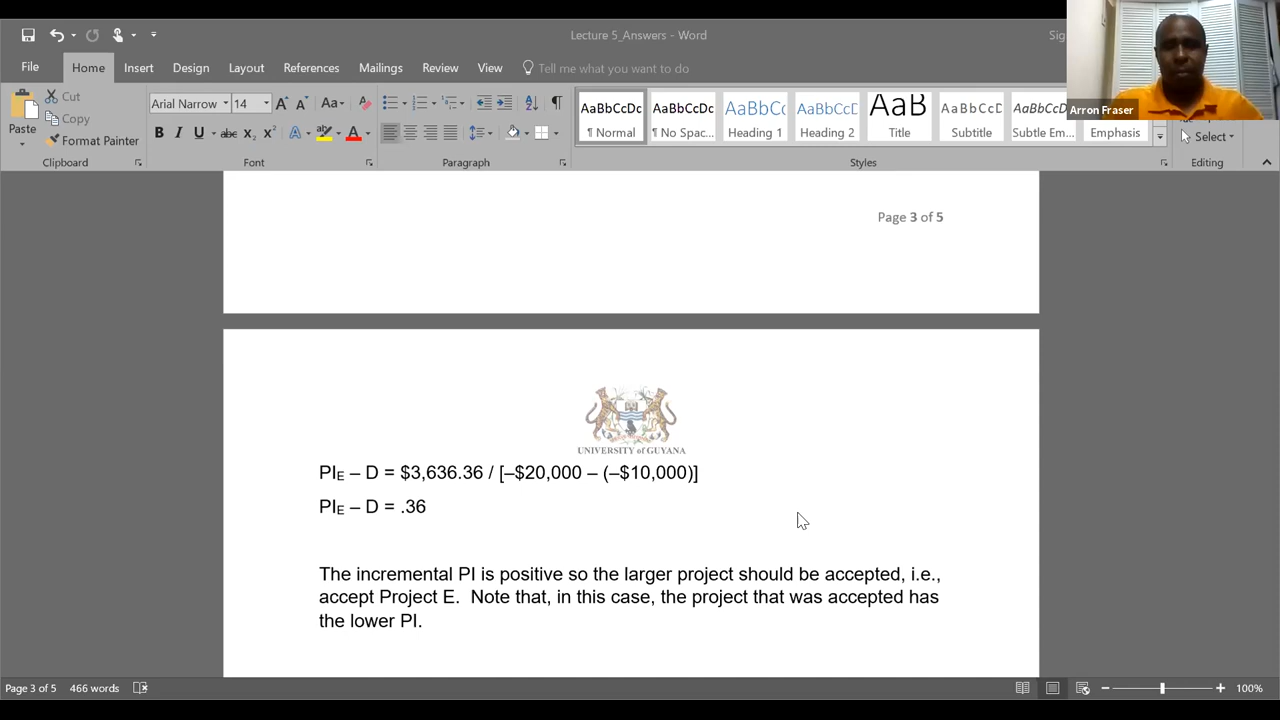 Lecture 5_Answers - Word
File Home Insert Design Layout References Mailings Review View Tell me what you want to do
Arron Fraser
Paste
Cut
Copy
Format Painter
Clipboard
Arial Narrow 14
Font
Paragraph
AaBbCcDc AaBbCcDc AaBbC AaBbCcD AaB AaBbCcD AaBbCcD
¶ Normal ¶ No Spac... Heading 1 Heading 2 Title Subtitle Subtle Em... Emphasis
Styles
Select
Editing
Page 3 of 5
UNIVERSITY of GUYANA
PIE – D = $3,636.36 / [–$20,000 – (–$10,000)]
PIE – D = .36
The incremental PI is positive so the larger project should be accepted, i.e.,
accept Project E. Note that, in this case, the project that was accepted has
the lower PI.
Page 3 of 5 466 words 100%